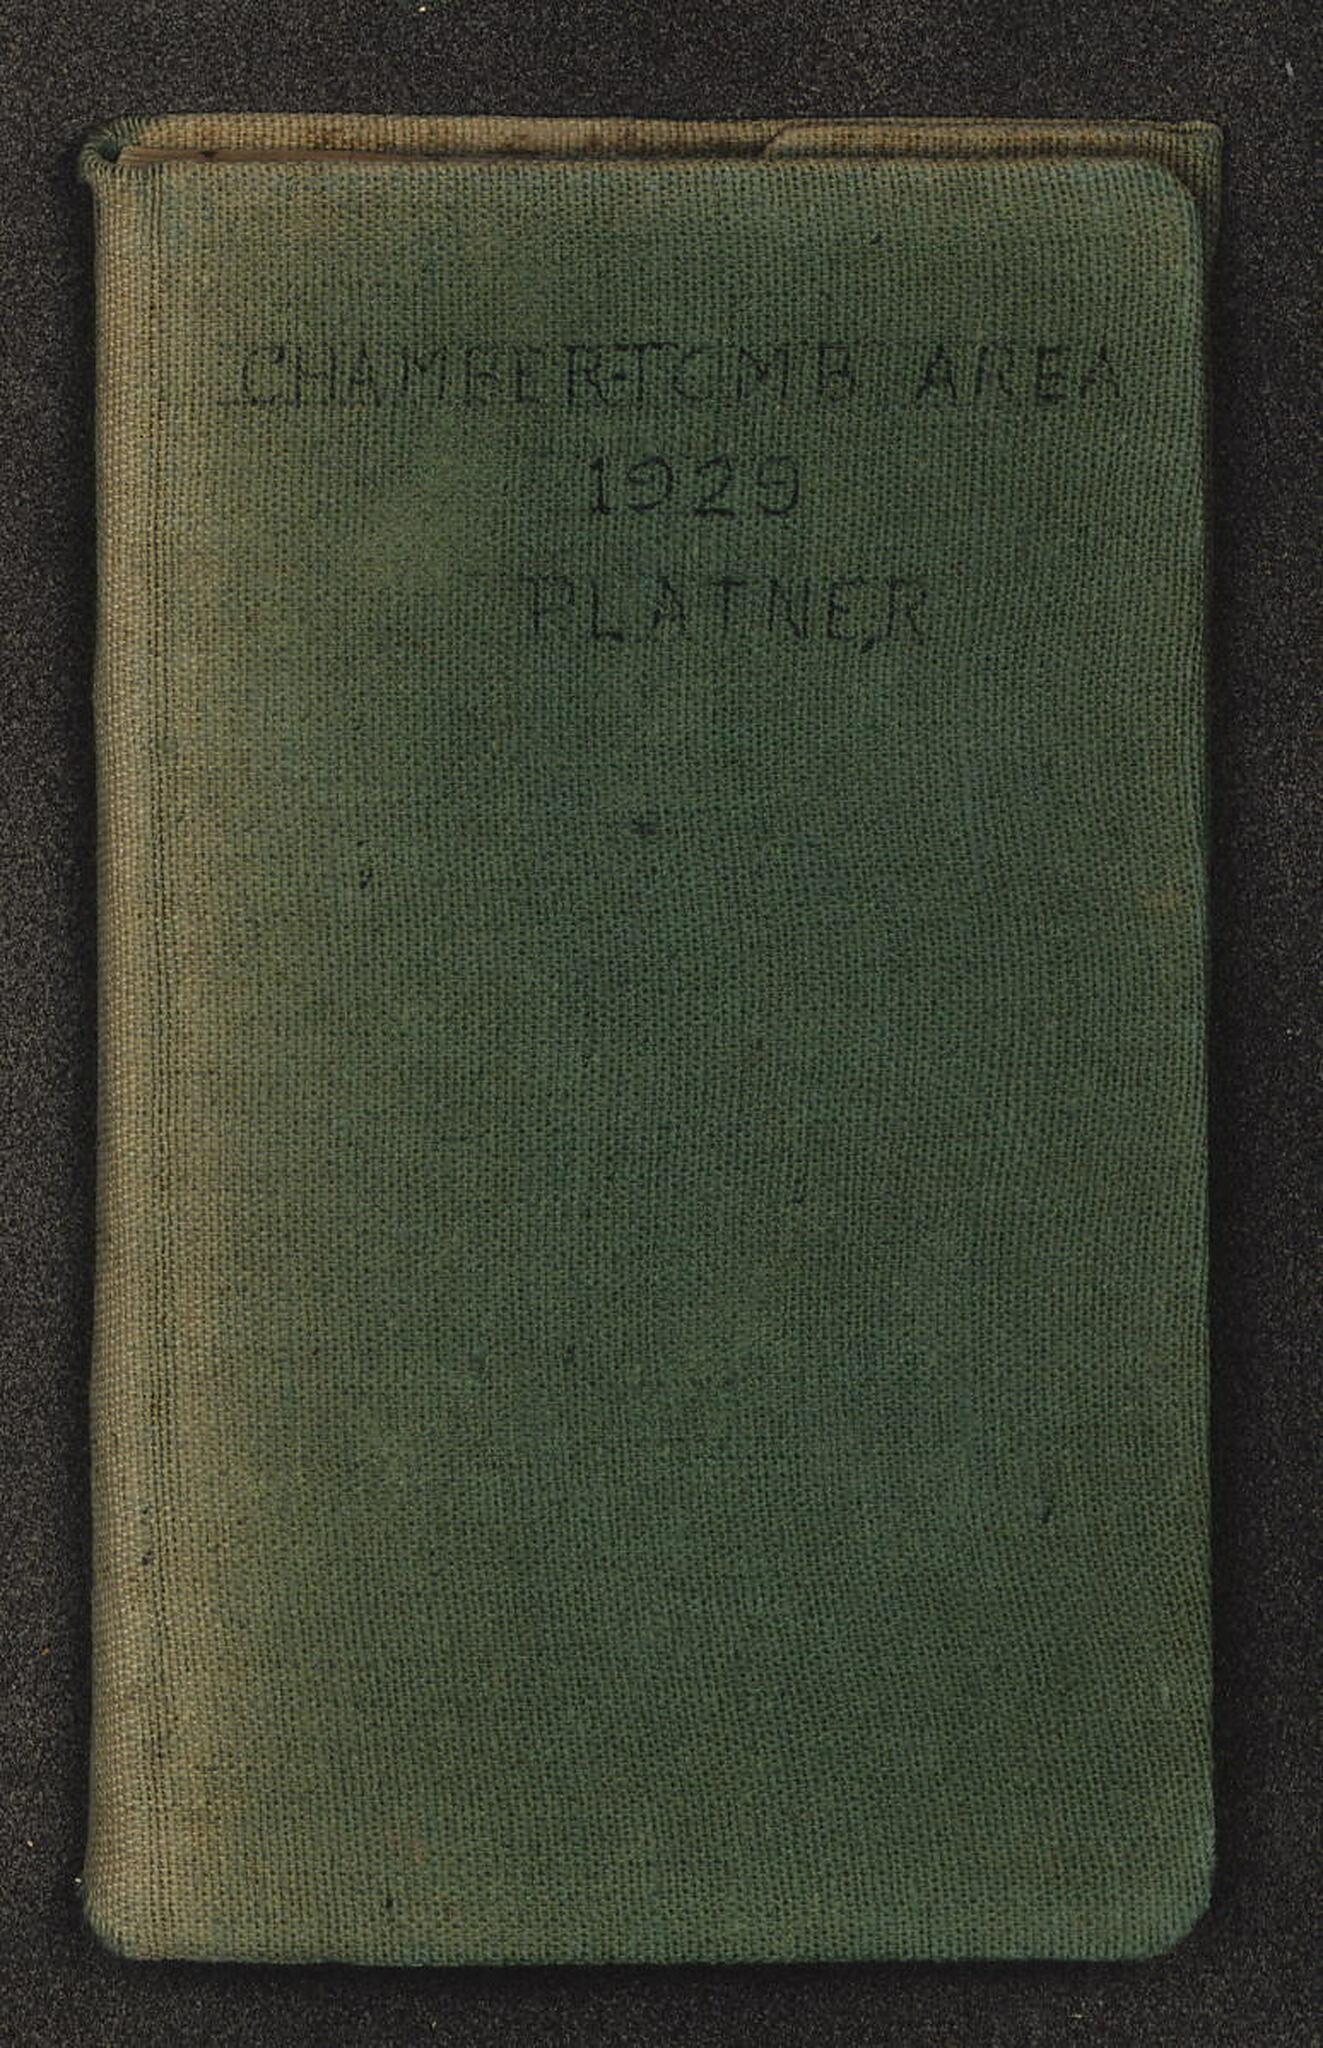 CHAMBER-TOMB AREA
1929
PLATNER